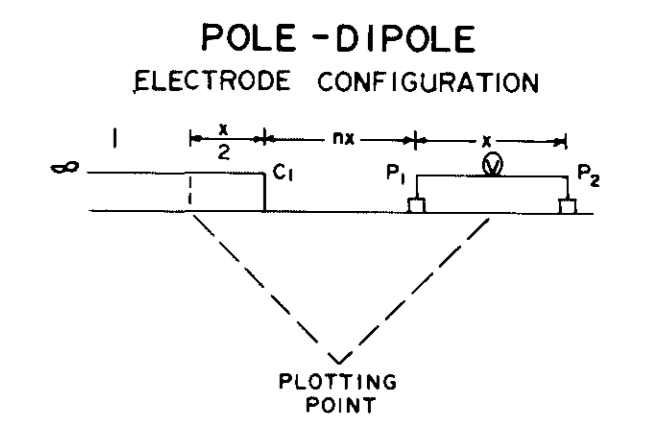 POLE-DIPOLE
ELECTRODE CONFIGURATION
I
x
2
nx
x
∞
C1
P1
V
P2
PLOTTING
POINT